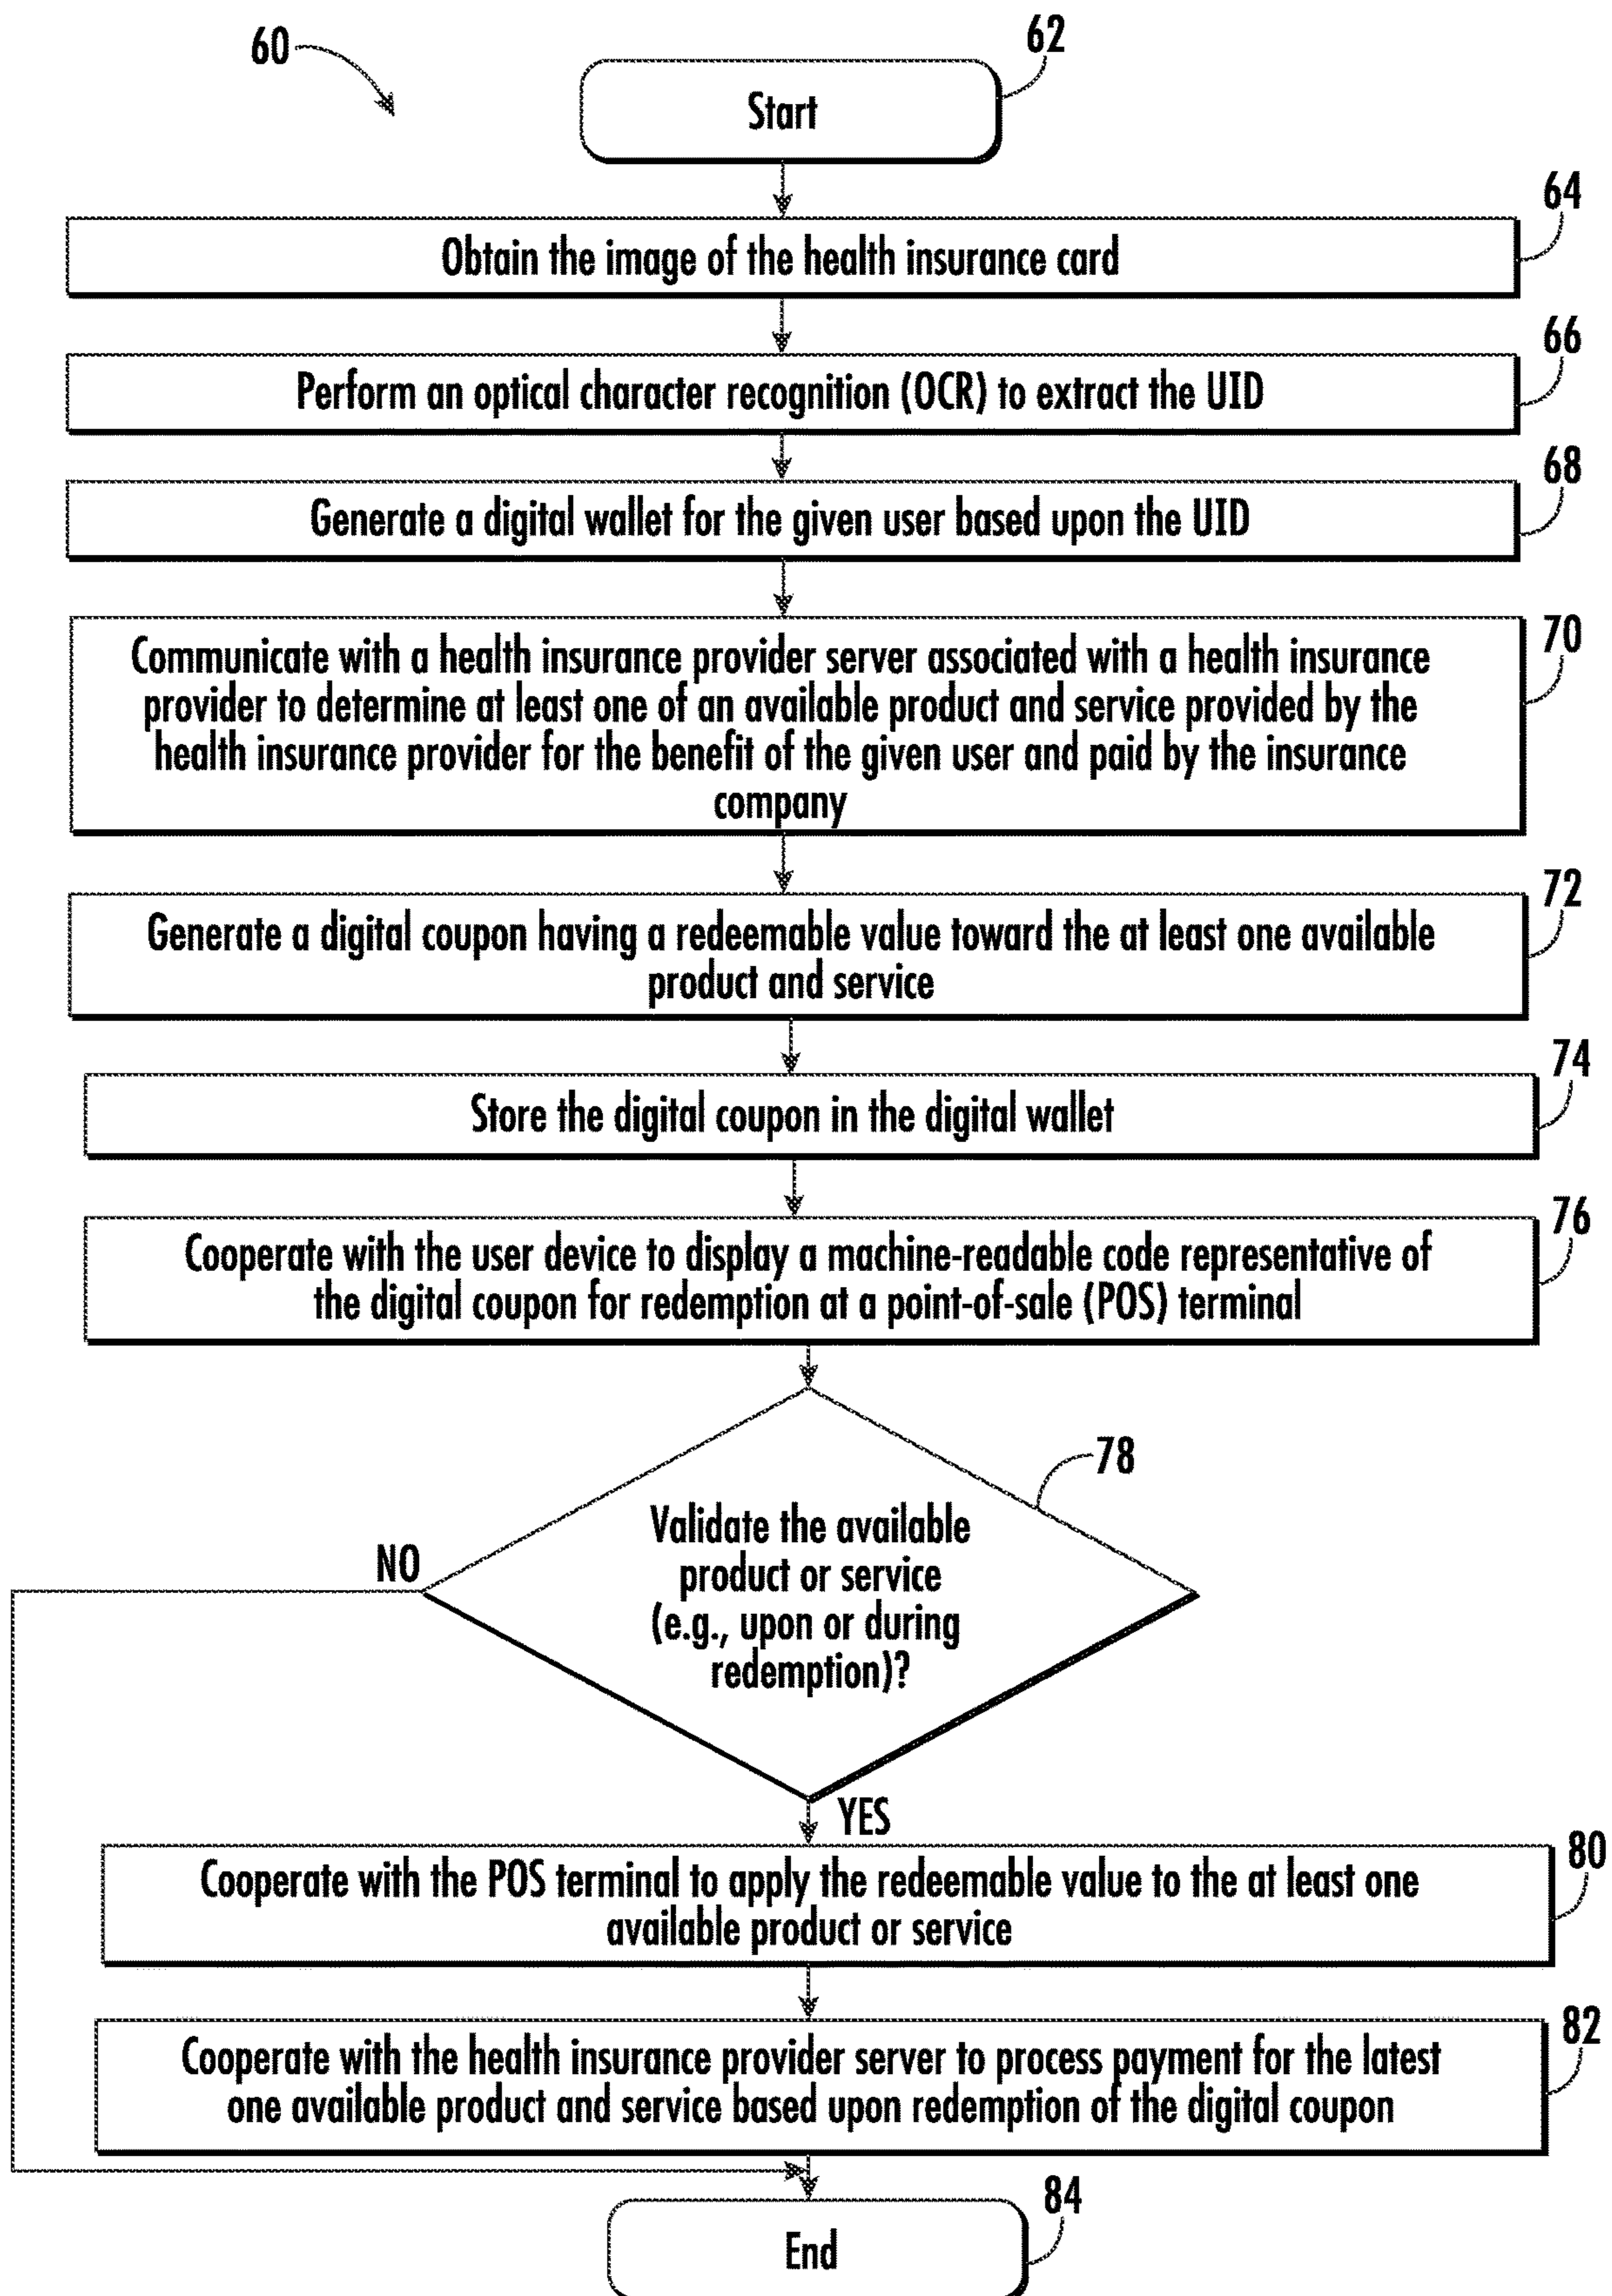 60
62
Start
64
Obtain the image of the health insurance card
66
Perform an optical character recognition (OCR) to extract the UID
68
Generate a digital wallet for the given user based upon the UID
70
Communicate with a health insurance provider server associated with a health insurance
provider to determine at least one of an available product and service provided by the
health insurance provider for the benefit of the given user and paid by the insurance
company
72
Generate a digital coupon having a redeemable value toward the at least one available
product and service
74
Store the digital coupon in the digital wallet
76
Cooperate with the user device to display a machine-readable code representative of
the digital coupon for redemption at a point-of-sale (POS) terminal
78
Validate the available
product or service
(e.g., upon or during
redemption)?
NO
YES
80
Cooperate with the POS terminal to apply the redeemable value to the at least one
available product or service
82
Cooperate with the health insurance provider server to process payment for the latest
one available product and service based upon redemption of the digital coupon
84
End